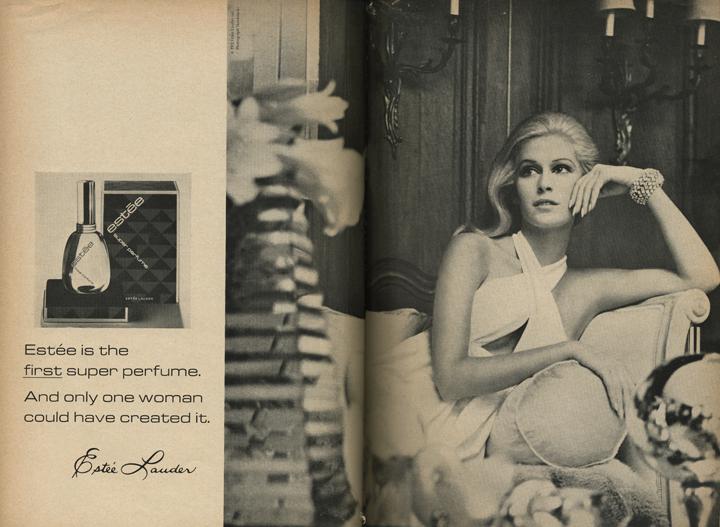 estée
super perfume
ESTĒE LAUDER
estée
Estée is the
first super perfume.
And only one woman
could have created it.
Estée Lauder